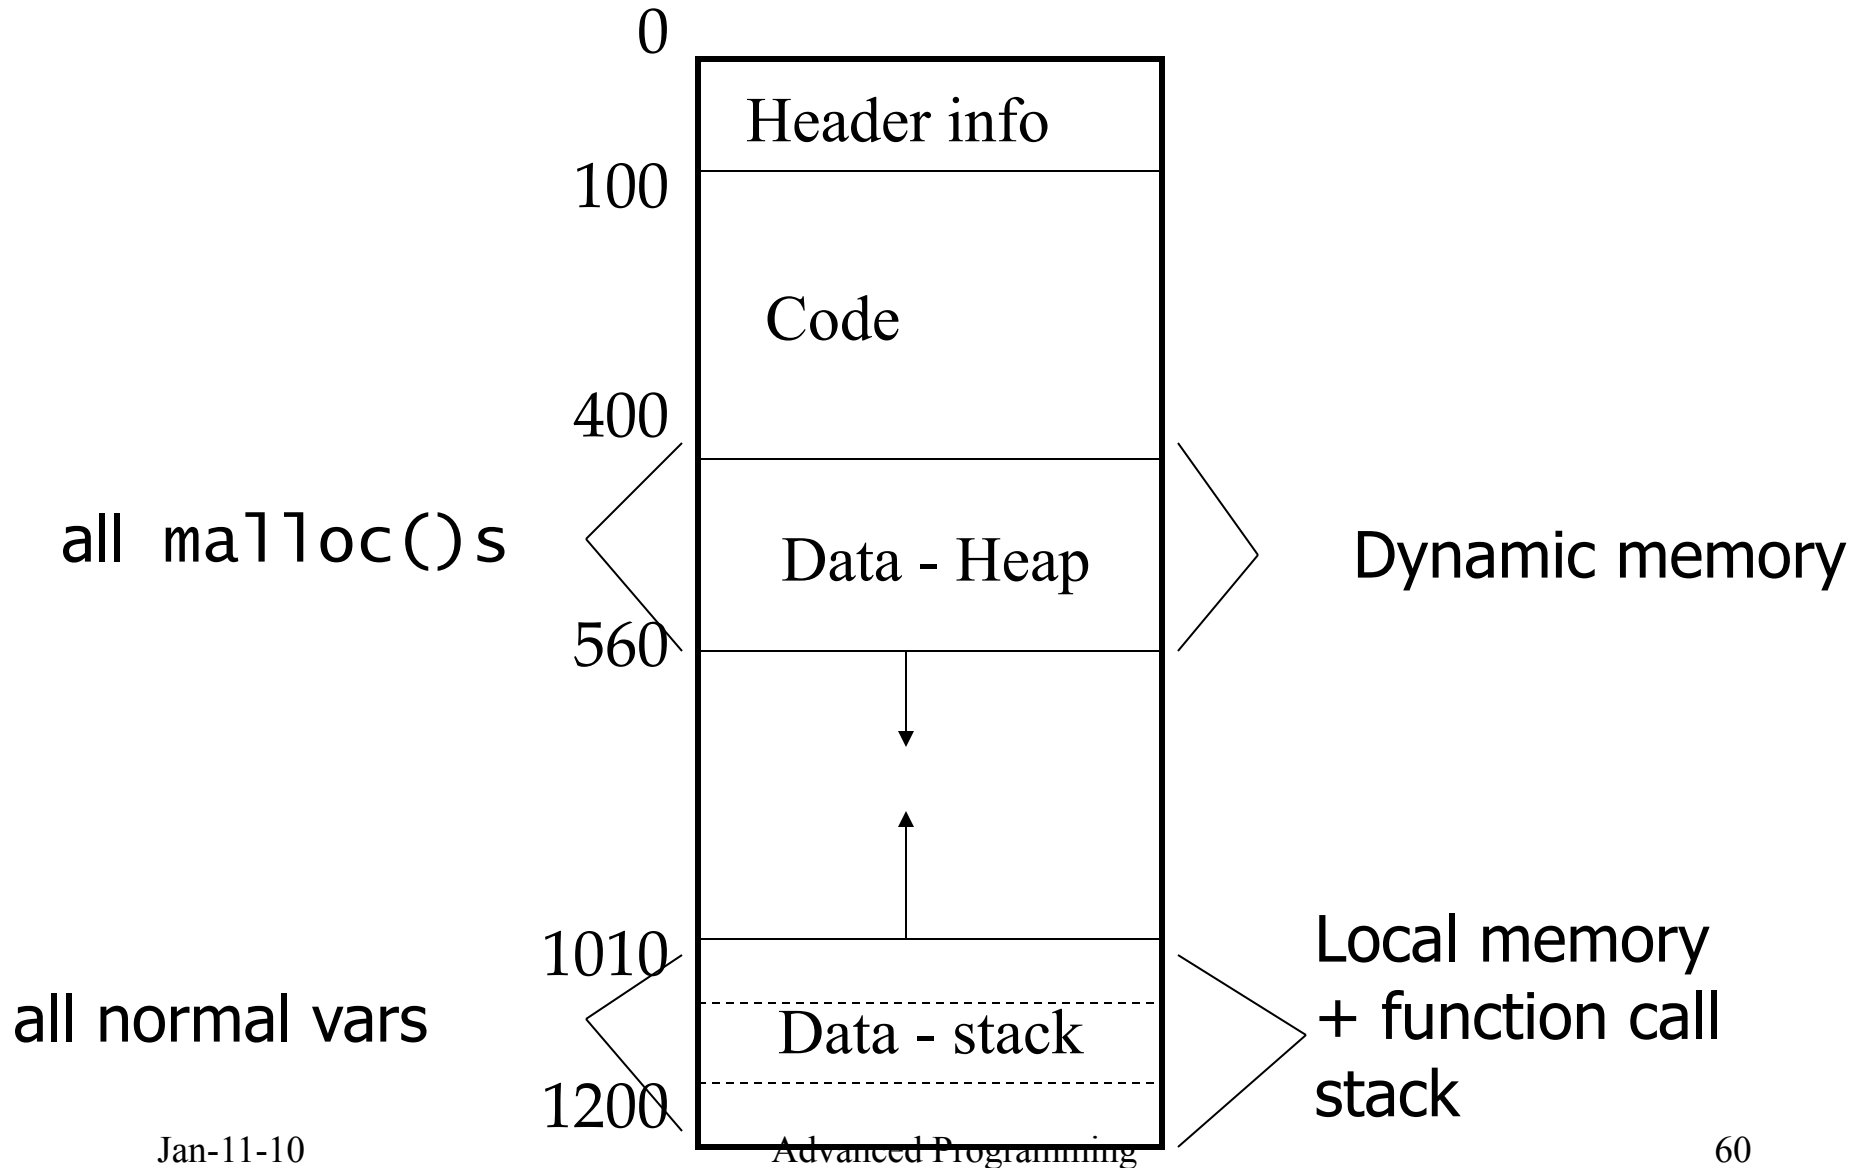 0
Header info
100
Code
400
all malloc()s
Data - Heap
Dynamic memory
560
1010
Local memory
+ function call
stack
all normal vars
Data - stack
1200
Jan-11-10
Advanced Programming
60